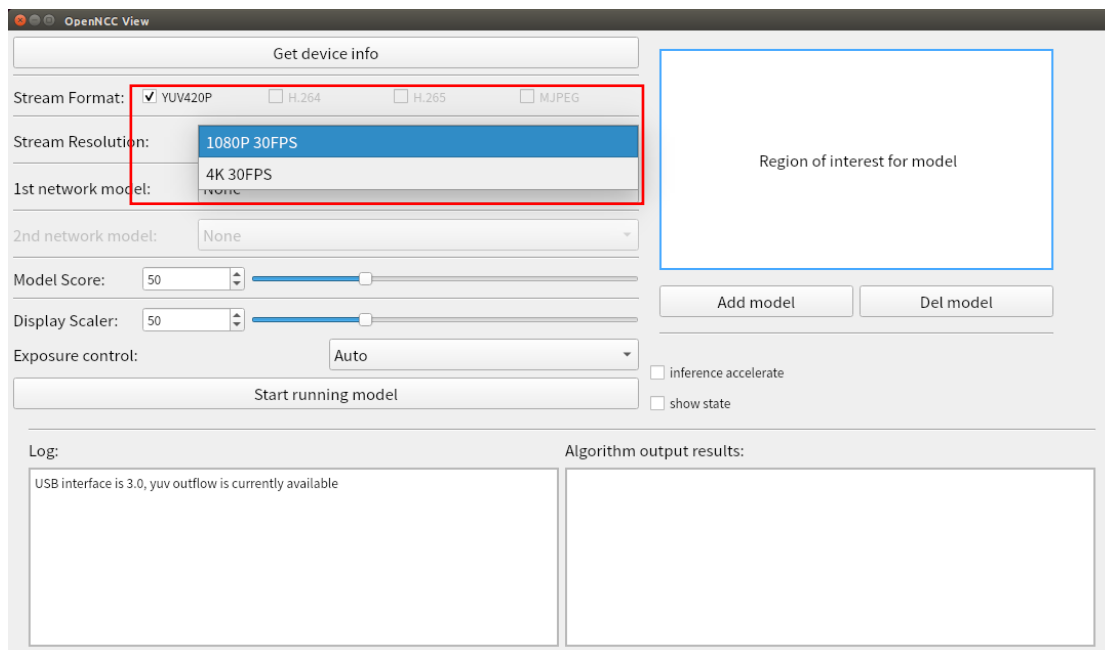 OpenNCC View
Get device info
Stream Format: YUV420P H.264 H.265 MJPEG
Stream Resolution: 1080P 30FPS
4K 30FPS
1st network model: None
2nd network model: None
Model Score: 50
Display Scaler: 50
Exposure control: Auto
Start running model
Region of interest for model
Add model Del model
inference accelerate
show state
Log:
USB interface is 3.0, yuv outflow is currently available
Algorithm output results: